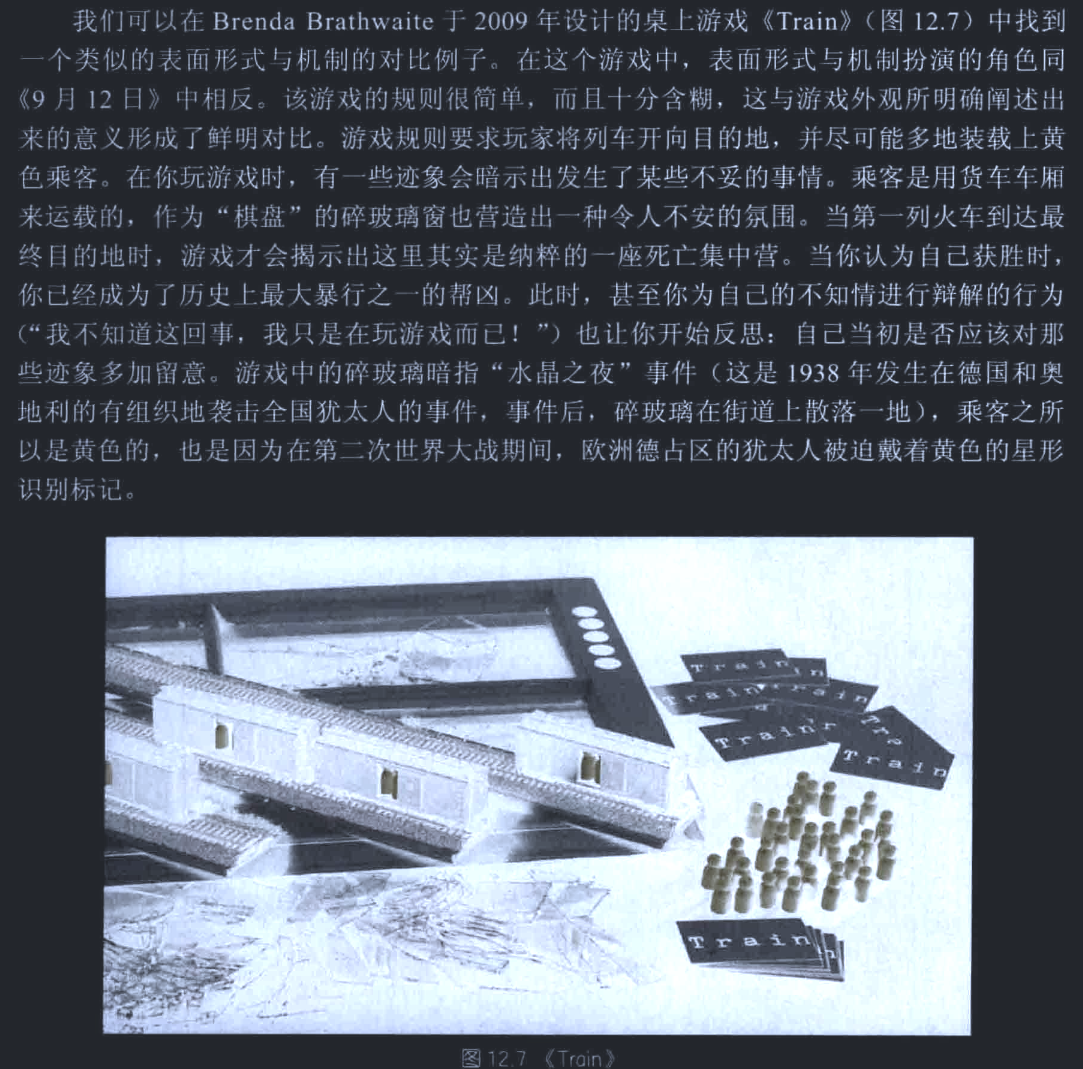 我们可以在 Brenda Brathwaite 于 2009 年设计的桌上游戏《Train》（图 12.7）中找到
一个类似的表面形式与机制的对比例子。在这个游戏中，表面形式与机制扮演的角色同
《9 月 12 日》中相反。该游戏的规则很简单，而且十分含糊，这与游戏外观所明确阐述出
来的意义形成了鲜明对比。游戏规则要求玩家将列车开向目的地，并尽可能多地装载上黄
色乘客。在你玩游戏时，有一些迹象会暗示出发生了某些不妥的事情。乘客是用货车车厢
来运载的，作为“棋盘”的碎玻璃窗也营造出一种令人不安的氛围。当第一列火车到达最
终目的地时，游戏才会揭示出这里其实是纳粹的一座死亡集中营。当你认为自己获胜时，
你已经成为了历史上最大暴行之一的帮凶。此时，甚至你为自己的不知情进行辩解的行为
（“我不知道这回事，我只是在玩游戏而已！”）也让你开始反思：自己当初是否应该对那
些迹象多加留意。游戏中的碎玻璃暗指“水晶之夜”事件（这是 1938 年发生在德国和奥
地利的有组织地袭击全国犹太人的事件，事件后，碎玻璃在街道上散落一地），乘客之所
以是黄色的，也是因为在第二次世界大战期间，欧洲德占区的犹太人被迫戴着黄色的星形
识别标记。
Train
in
Train
Train
Train
Tra
Train
Train
in
图 12.7 《Train》